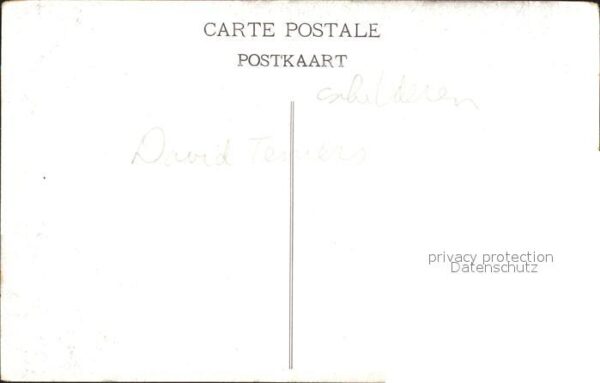 CARTE POSTALE
POSTKAART
schilderen
David Teniers
privacy protection
Datenschutz